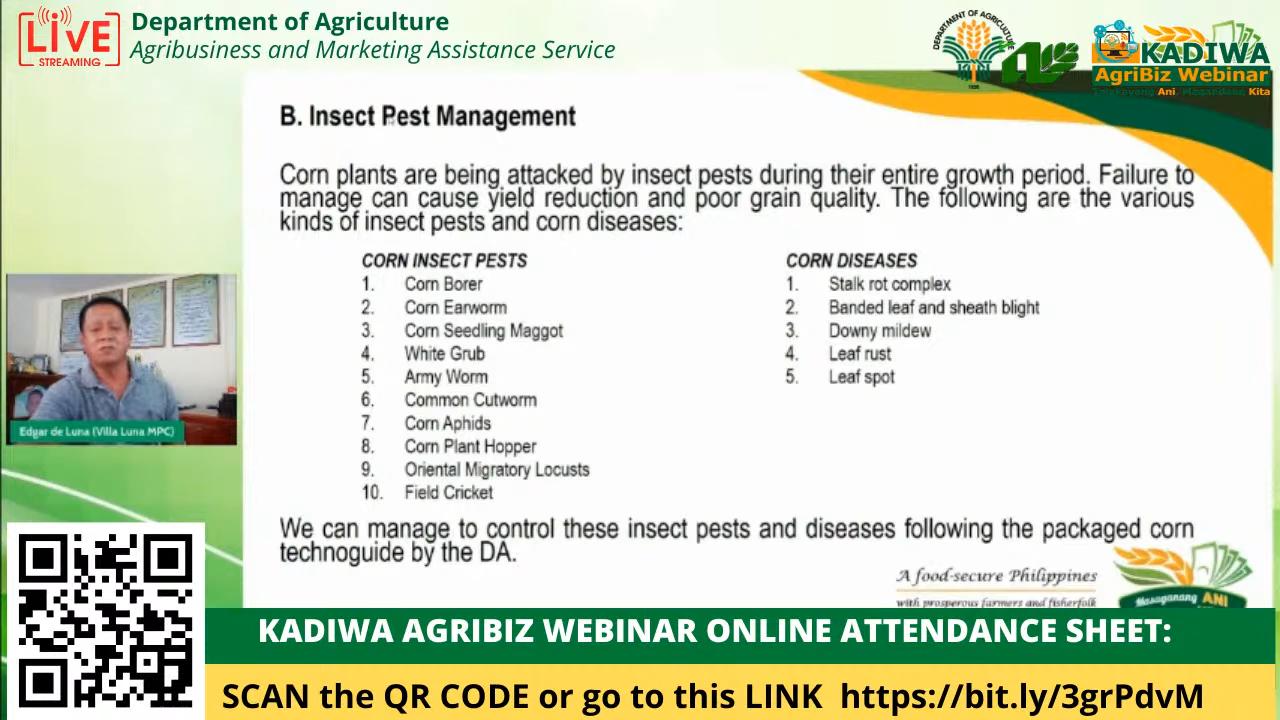 LIVE
STREAMING
Department of Agriculture
Agribusiness and Marketing Assistance Service
DEPARTMENT OF AGRICULTURE
KADIWA
AgriBiz Webinar
Ani, Kita
B. Insect Pest Management
Corn plants are being attacked by insect pests during their entire growth period. Failure to
manage can cause yield reduction and poor grain quality. The following are the various
kinds of insect pests and corn diseases:
CORN INSECT PESTS
1. Corn Borer
2. Corn Earworm
3. Corn Seedling Maggot
4. White Grub
5. Army Worm
6. Common Cutworm
7. Corn Aphids
8. Corn Plant Hopper
9. Oriental Migratory Locusts
10. Field Cricket
CORN DISEASES
1. Stalk rot complex
2. Banded leaf and sheath blight
3. Downy mildew
4. Leaf rust
5. Leaf spot
We can manage to control these insect pests and diseases following the packaged corn
technoguide by the DA.
Edgar de Luna (Villa Luna MPC)
A food-secure Philippines
with prosperous farmers and fisherfolk
Masaganang ANI
KADIWA AGRIBIZ WEBINAR ONLINE ATTENDANCE SHEET:
SCAN the QR CODE or go to this LINK https://bit.ly/3grPdvM